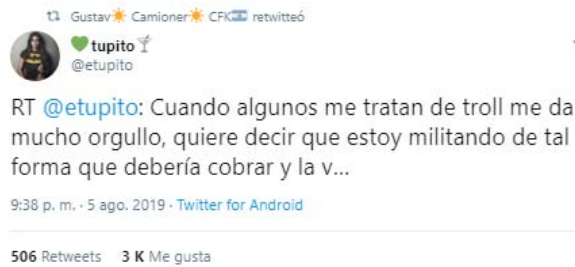 Gustav☀ Camioner☀ CFK🇦🇷 retwitteó
💚tupito🍸
@etupito
RT @etupito: Cuando algunos me tratan de troll me da
mucho orgullo, quiere decir que estoy militando de tal
forma que debería cobrar y la v...
9:38 p. m. · 5 ago. 2019 · Twitter for Android
506 Retweets 3 K Me gusta